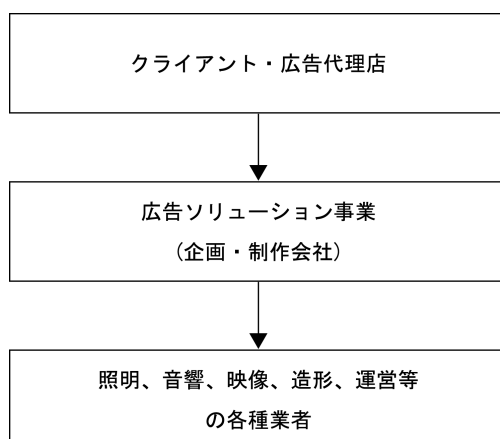 クライアント・広告代理店
広告ソリューション事業
(企画・制作会社)
照明、音響、映像、造形、運営等
の各種業者